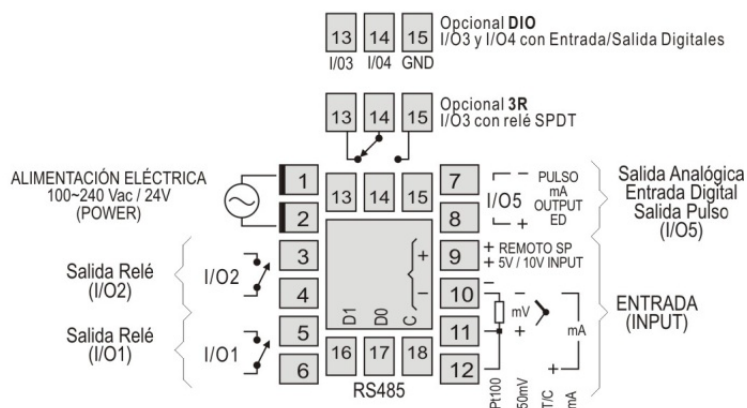 Opcional DIO
I/O3 y I/O4 con Entrada/Salida Digitales
13 14 15
I/03 I/04 GND
Opcional 3R
I/O3 con relé SPDT
13 14 15
ALIMENTACIÓN ELÉCTRICA
100~240 Vac / 24V
(POWER)
1
2
13 14 15
7
8
I/O5
− PULSO
mA
OUTPUT
+ ED
Salida Analógica
Entrada Digital
Salida Pulso
(I/O5)
Salida Relé
(I/O2)
I/O2
3
4
Salida Relé
(I/O1)
I/O1
5
6
+
−
D1 D0 C
16 17 18
RS485
9
10
11
12
+ REMOTO SP
+ 5V / 10V INPUT
−
−
mV
+
mA
+
Pt100
50mV
T/C
mA
ENTRADA
(INPUT)